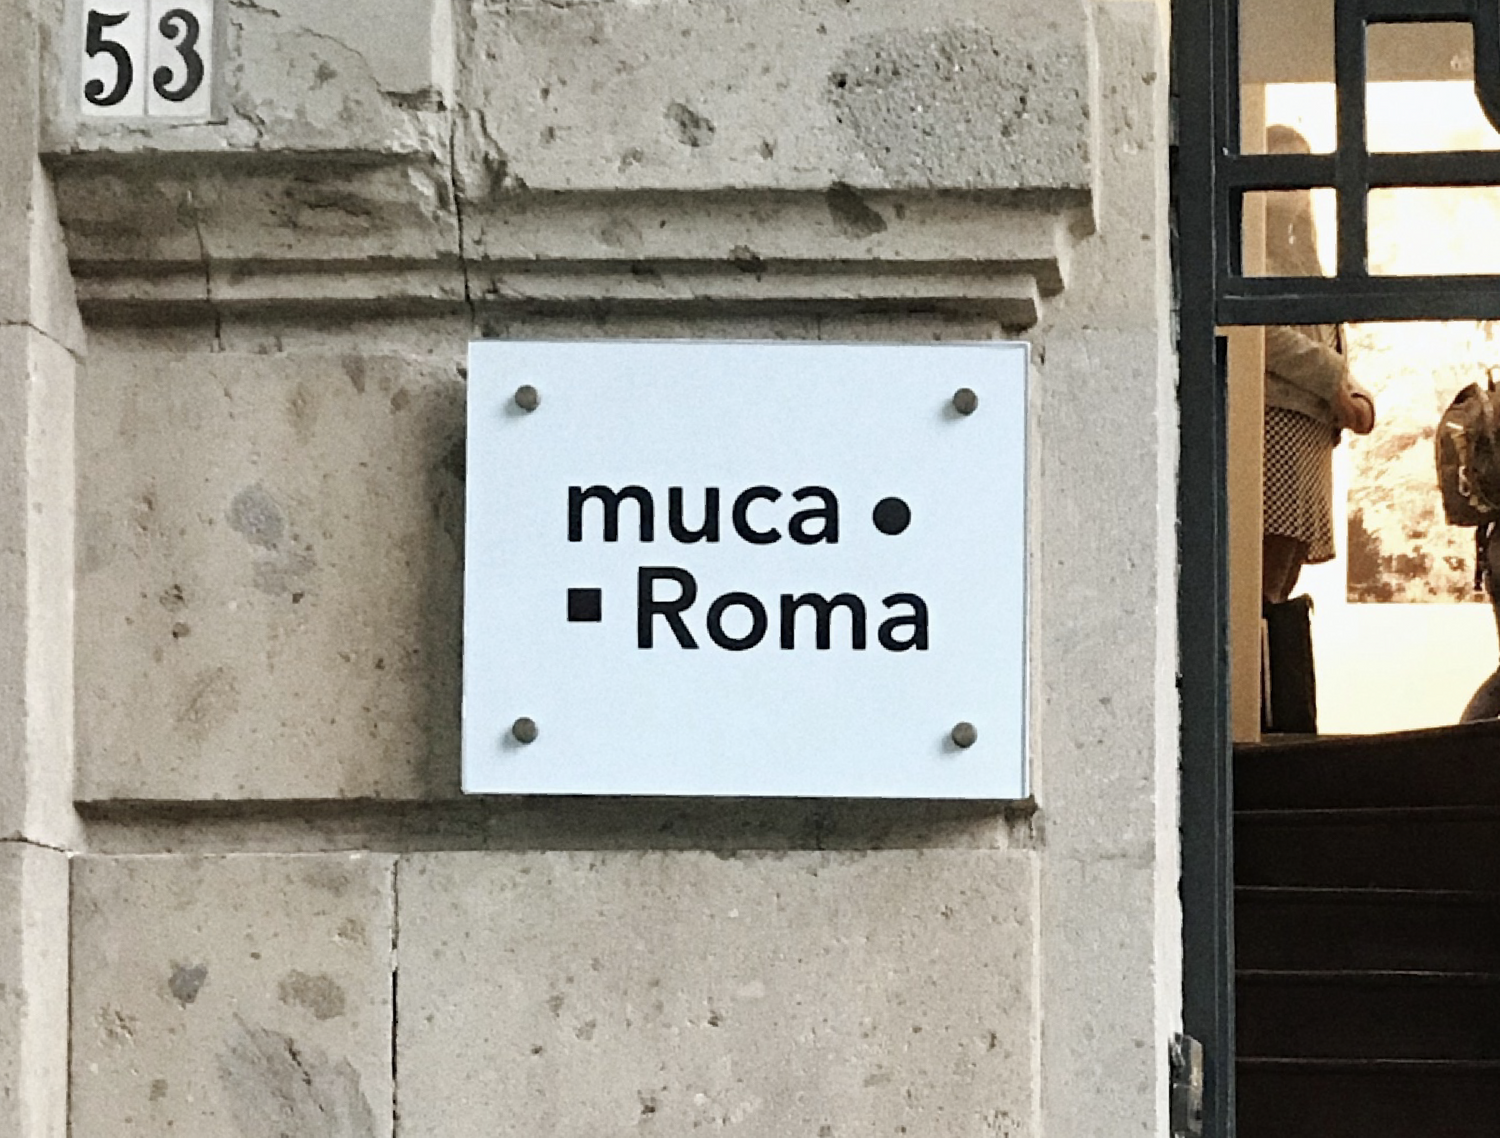 53
muca •
■ Roma